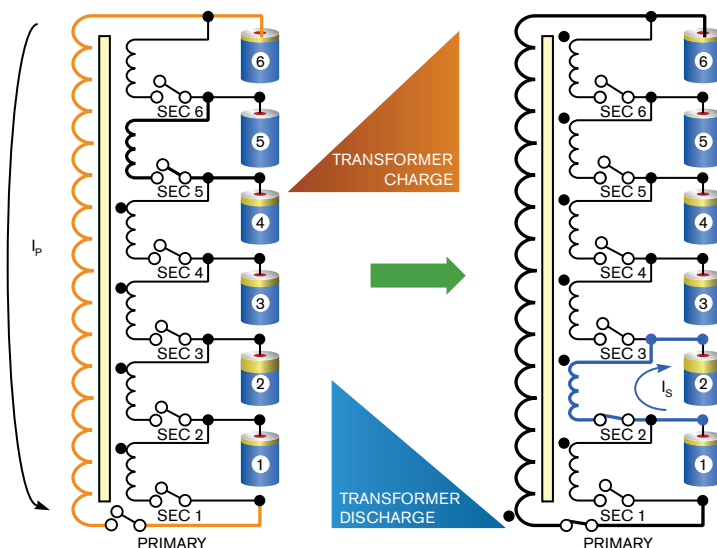 6
SEC 6
5
SEC 5
4
SEC 4
3
SEC 3
2
SEC 2
1
SEC 1
PRIMARY
I_P
TRANSFORMER
CHARGE
TRANSFORMER
DISCHARGE
6
SEC 6
5
SEC 5
4
SEC 4
3
SEC 3
2
I_S
SEC 2
1
SEC 1
PRIMARY